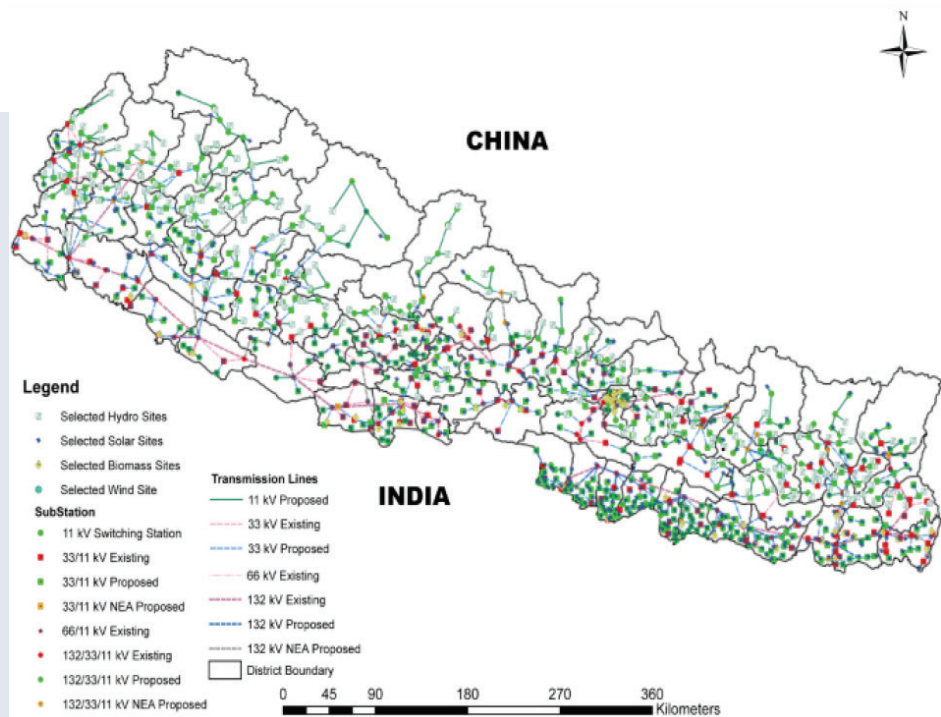 N
CHINA
INDIA
Legend
Selected Hydro Sites
Selected Solar Sites
Selected Biomass Sites
Selected Wind Site
SubStation
11 kV Switching Station
33/11 kV Existing
33/11 kV Proposed
33/11 kV NEA Proposed
66/11 kV Existing
132/33/11 kV Existing
132/33/11 kV Proposed
132/33/11 kV NEA Proposed
Transmission Lines
11 kV Proposed
33 kV Existing
33 kV Proposed
66 kV Existing
132 kV Existing
132 kV Proposed
132 kV NEA Proposed
District Boundary
0 45 90 180 270 360
Kilometers